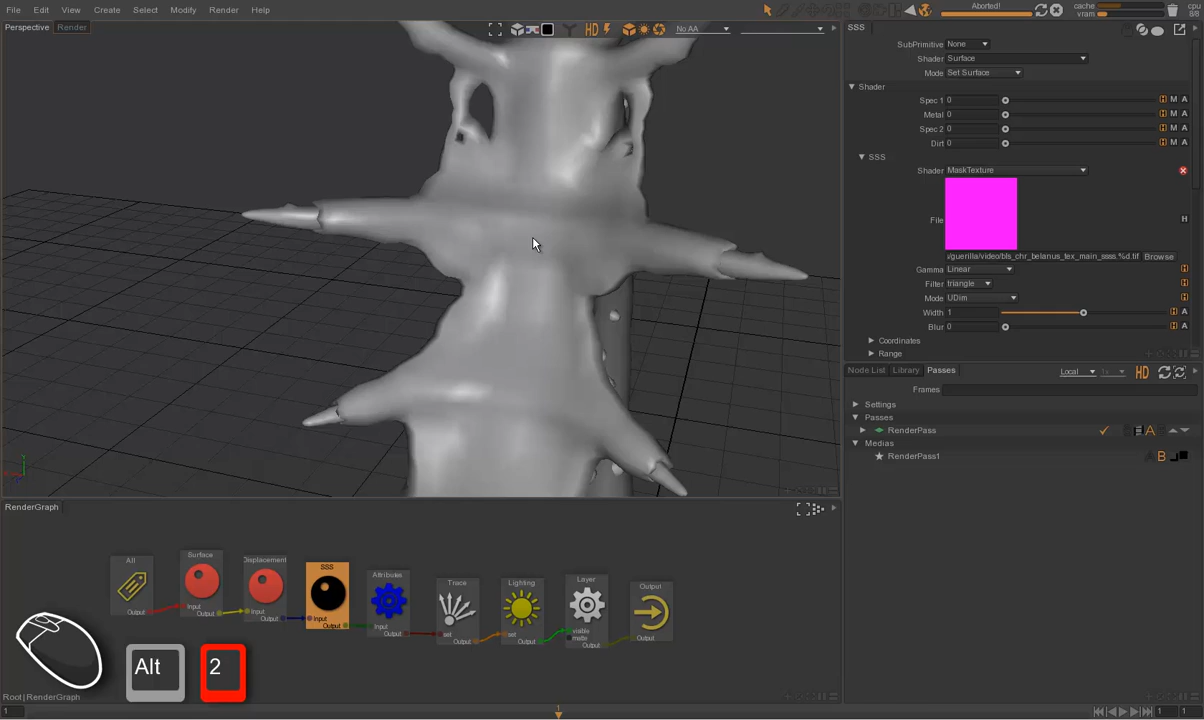 File Edit View Create Select Modify Render Help
Aborted!
cache
vram
cpu
8/8
Perspective Render
HD
No AA
SSS
SubPrimitive None
Shader Surface
Mode Set Surface
Shader
Spec 1 0 M A
Metal 0 M A
Spec 2 0 M A
Dirt 0 M A
SSS
Shader MaskTexture
File H
Browse
Gamma Linear
Filter triangle
Mode UDim
Width 1 A
Blur 0 A
Coordinates
Range
Node List Library Passes Local HD
Frames
Settings
Passes
RenderPass A
Medias
RenderPass1 B
RenderGraph
All
Output
Surface
Input
Output
Displacement
Input
Output
SSS
Input
Output
Attributes
Input
Output
Trace
set
Output
Lighting
set
Output
Layer
visible
matte
Output
Output
Output
Alt
2
Root|RenderGraph
1 1 1 1